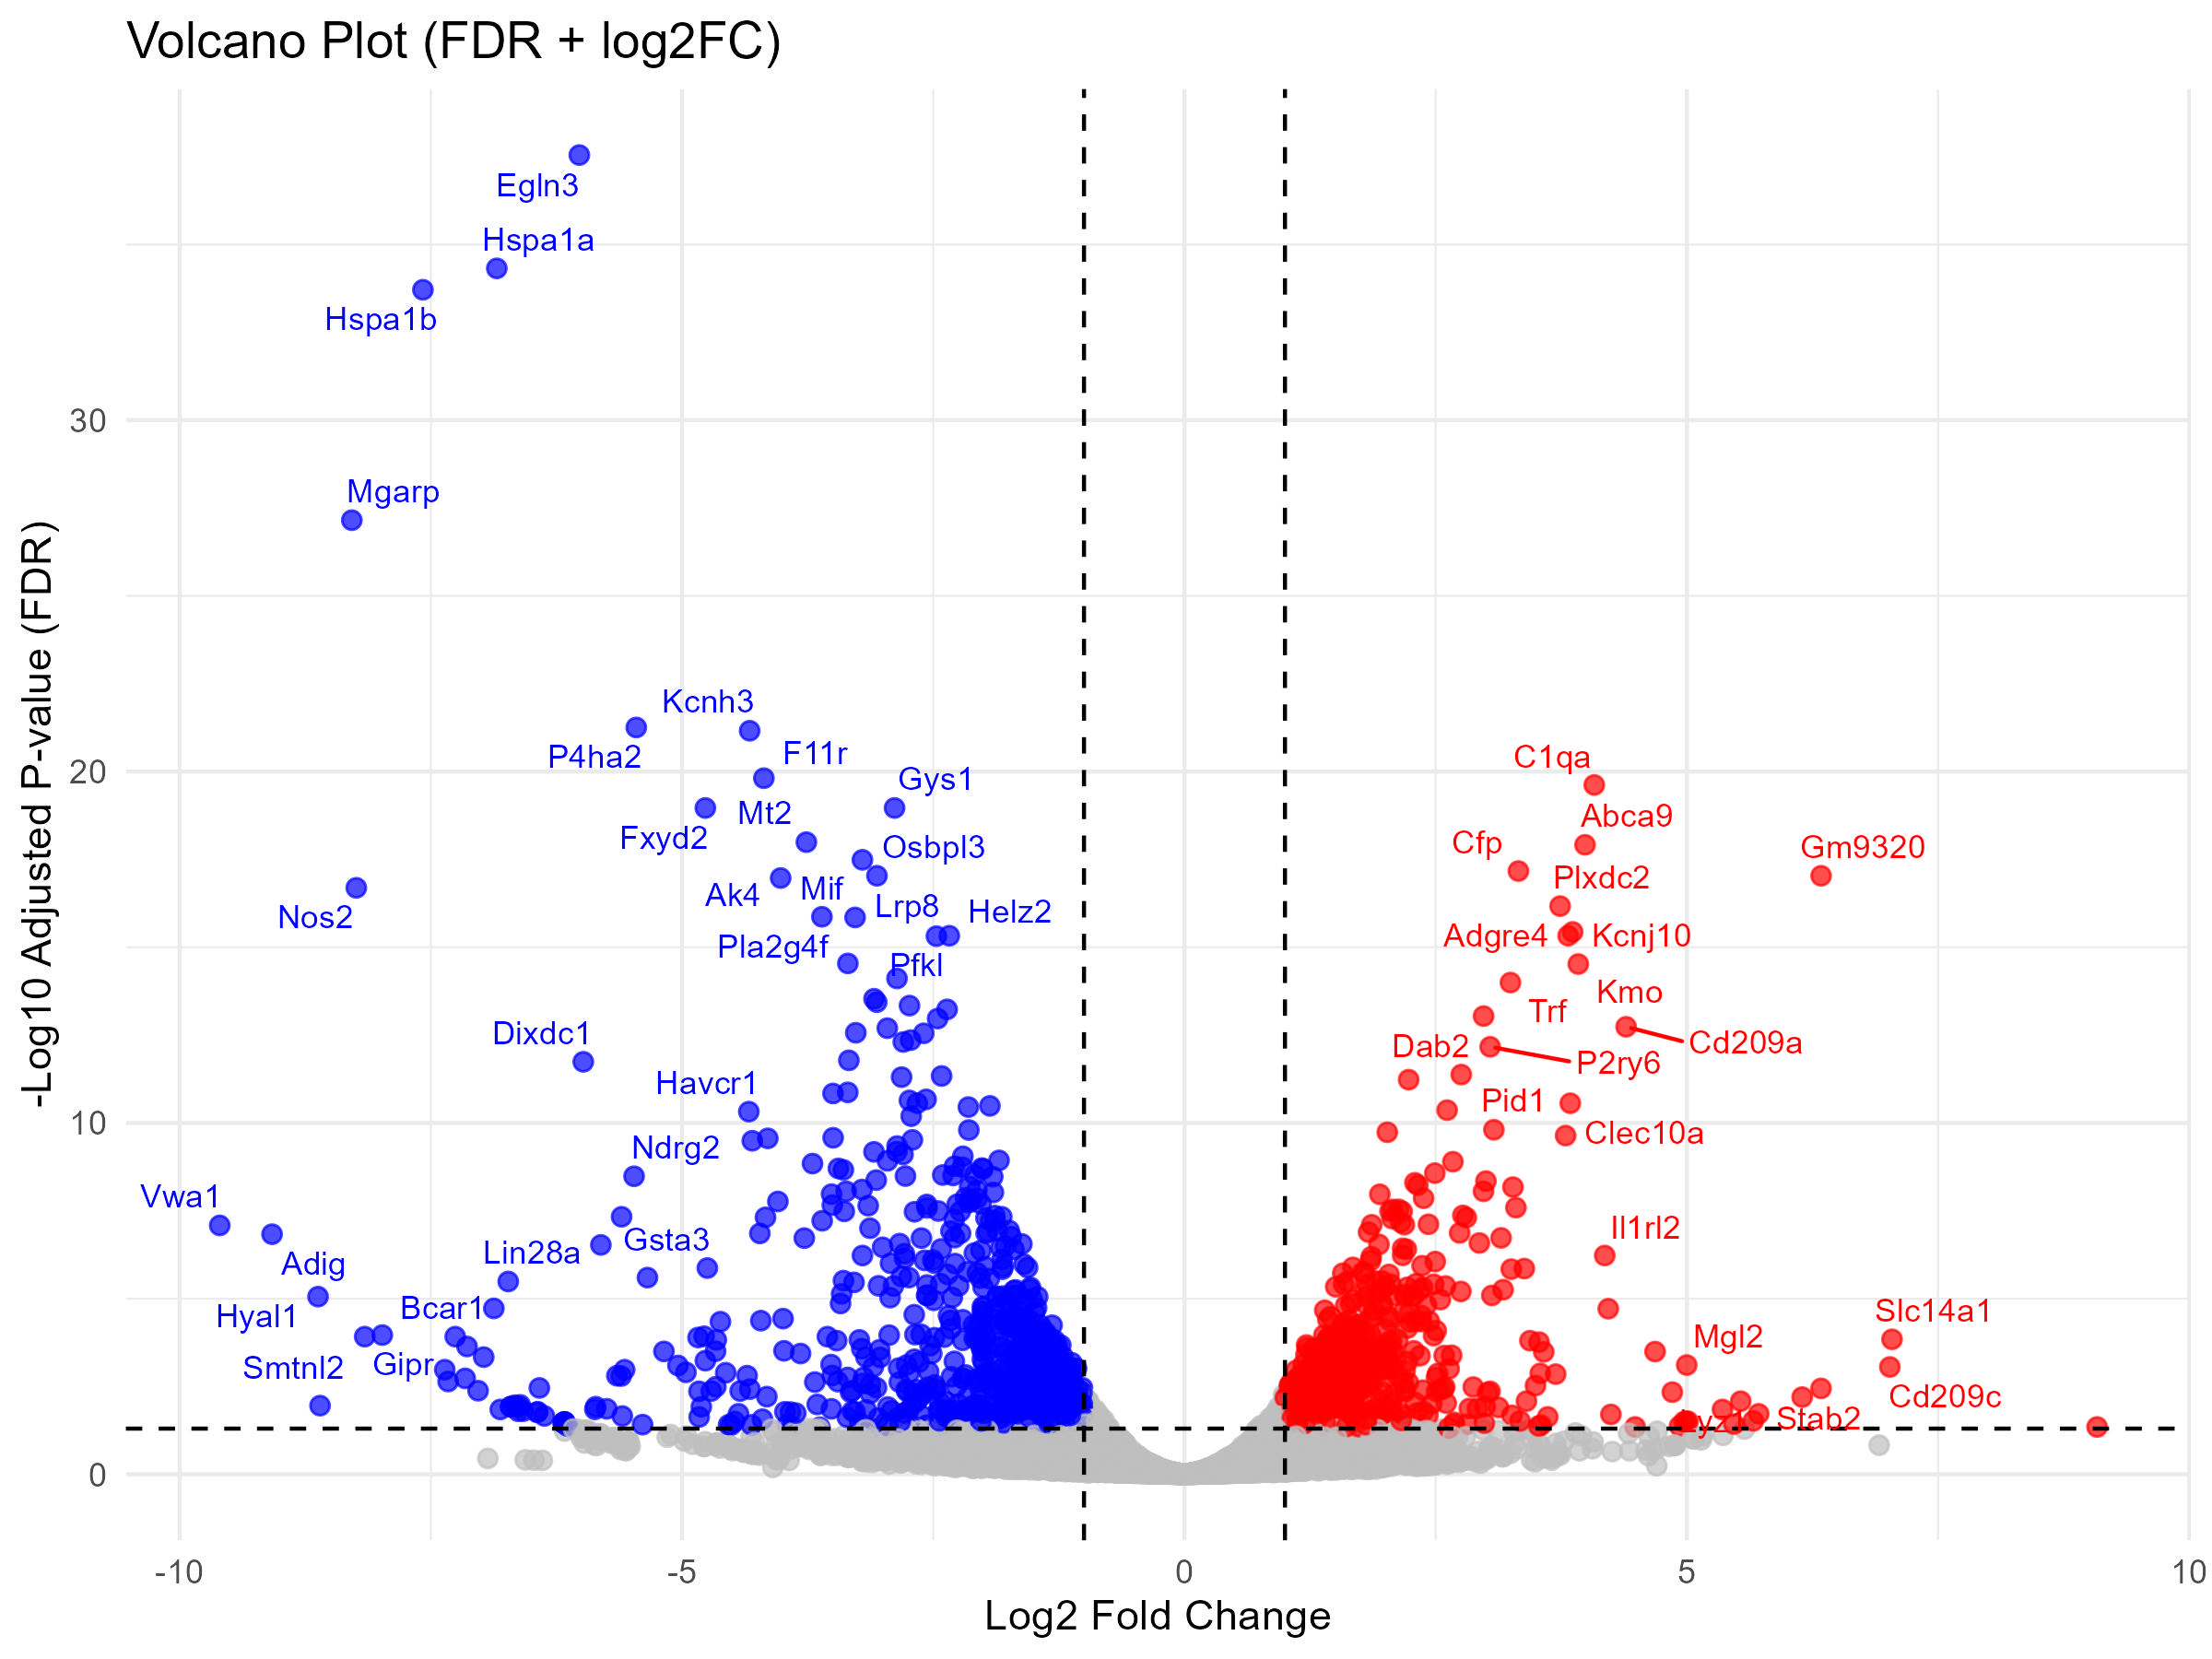 Volcano Plot (FDR + log2FC)
Egln3
Hspa1a
Hspa1b
30
Mgarp
Kcnh3
P4ha2
F11r
C1qa
20
Gys1
Mt2
Abca9
Fxyd2
Osbpl3
Cfp
Gm9320
Plxdc2
Ak4
Mif
Nos2
Lrp8
Helz2
Pla2g4f
Adgre4
Kcnj10
Pfkl
Kmo
Trf
Dixdc1
Dab2
Cd209a
P2ry6
Havcr1
Pid1
10
Clec10a
Ndrg2
Vwa1
Lin28a
Gsta3
Il1rl2
Adig
Hyal1
Bcar1
Slc14a1
Smtnl2
Gipr
Mgl2
Cd209c
Stab2
0
-10
-5
0
5
10
Log2 Fold Change
-Log10 Adjusted P-value (FDR)